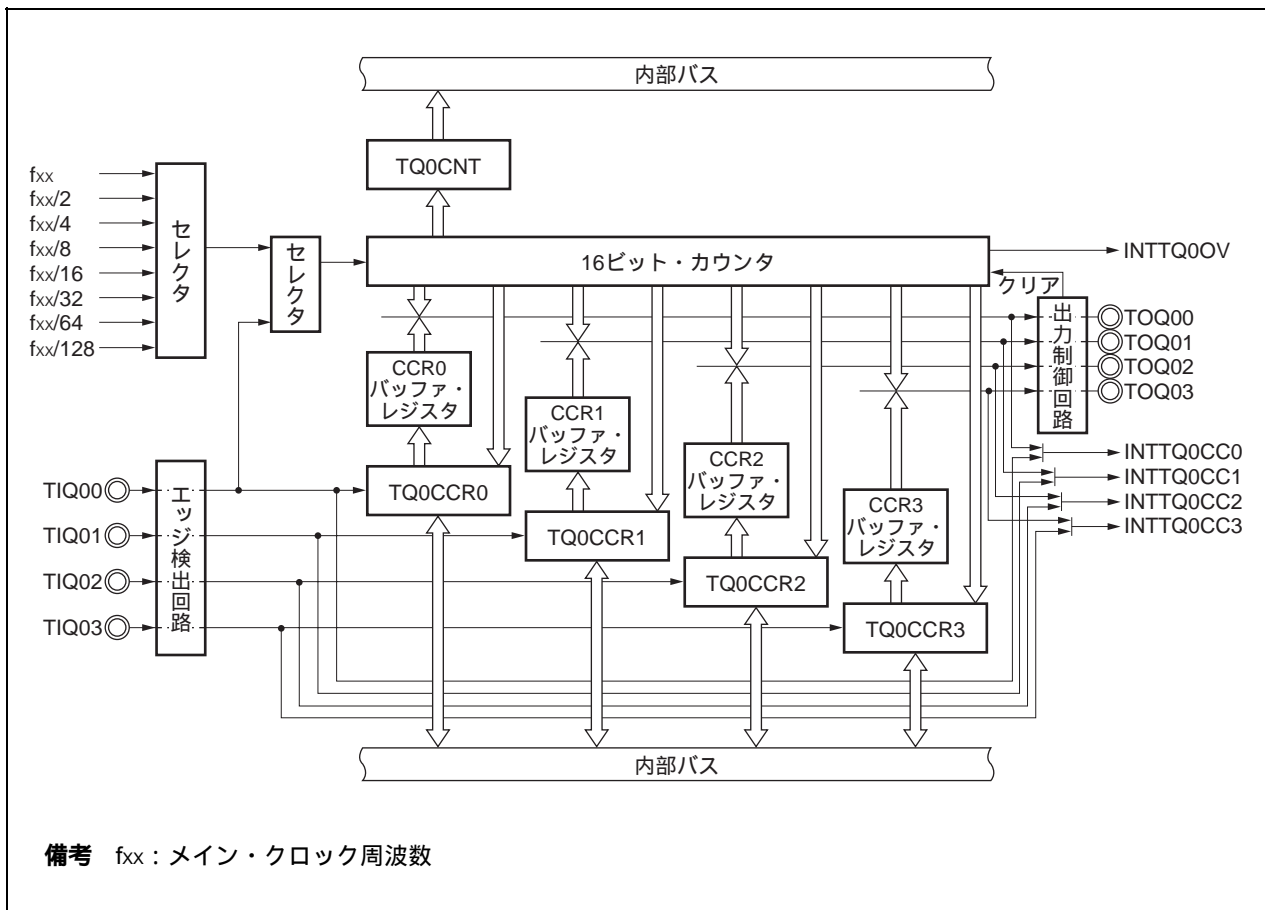 内部バス
TQ0CNT
fxx
fxx/2
fxx/4
fxx/8
fxx/16
fxx/32
fxx/64
fxx/128
セレクタ
セレクタ
16ビット・カウンタ
INTTQ0OV
クリア
出力制御回路
TOQ00
TOQ01
TOQ02
TOQ03
CCR0
バッファ・
レジスタ
CCR1
バッファ・
レジスタ
CCR2
バッファ・
レジスタ
CCR3
バッファ・
レジスタ
INTTQ0CC0
INTTQ0CC1
INTTQ0CC2
INTTQ0CC3
TIQ00
TIQ01
TIQ02
TIQ03
エッジ検出回路
TQ0CCR0
TQ0CCR1
TQ0CCR2
TQ0CCR3
内部バス
備考 fxx:メイン・クロック周波数